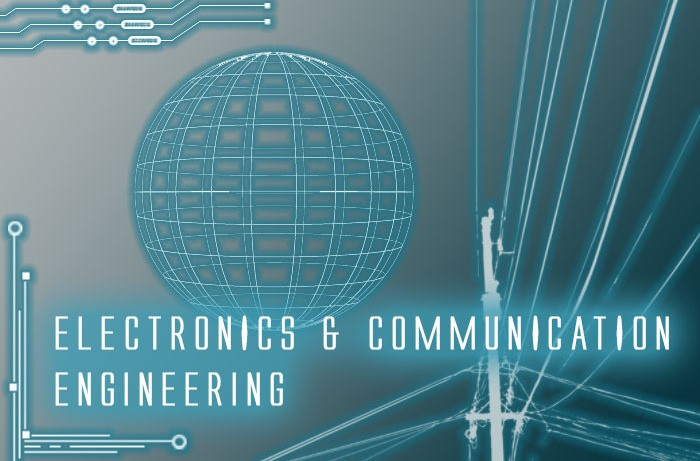 ELECTRONICS & COMMUNICATION
ENGINEERING